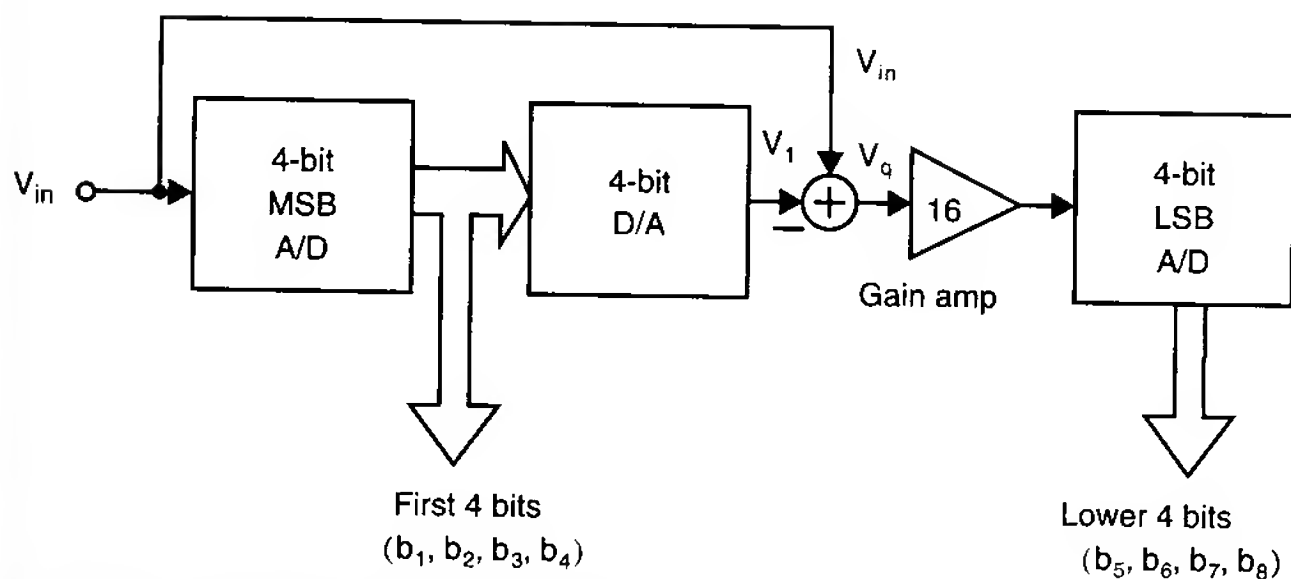 V_in
4-bit
MSB
A/D
4-bit
D/A
V_1
V_in
V_q
+
−
16
Gain amp
4-bit
LSB
A/D
First 4 bits
(b_1, b_2, b_3, b_4)
Lower 4 bits
(b_5, b_6, b_7, b_8)